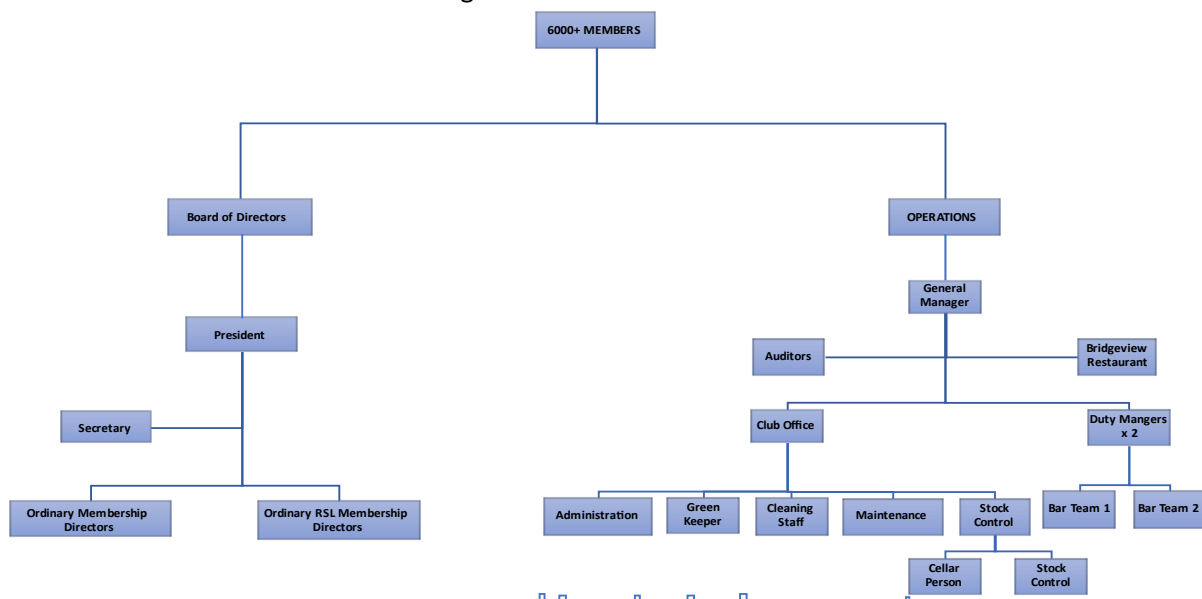 6000+ MEMBERS
Board of Directors
OPERATIONS
General
Manager
President
Auditors
Bridgeview
Restaurant
Secretary
Club Office
Duty Mangers
x 2
Ordinary Membership
Directors
Ordinary RSL Membership
Directors
Administration
Green
Keeper
Cleaning
Staff
Maintenance
Stock
Control
Bar Team 1
Bar Team 2
Cellar
Person
Stock
Control